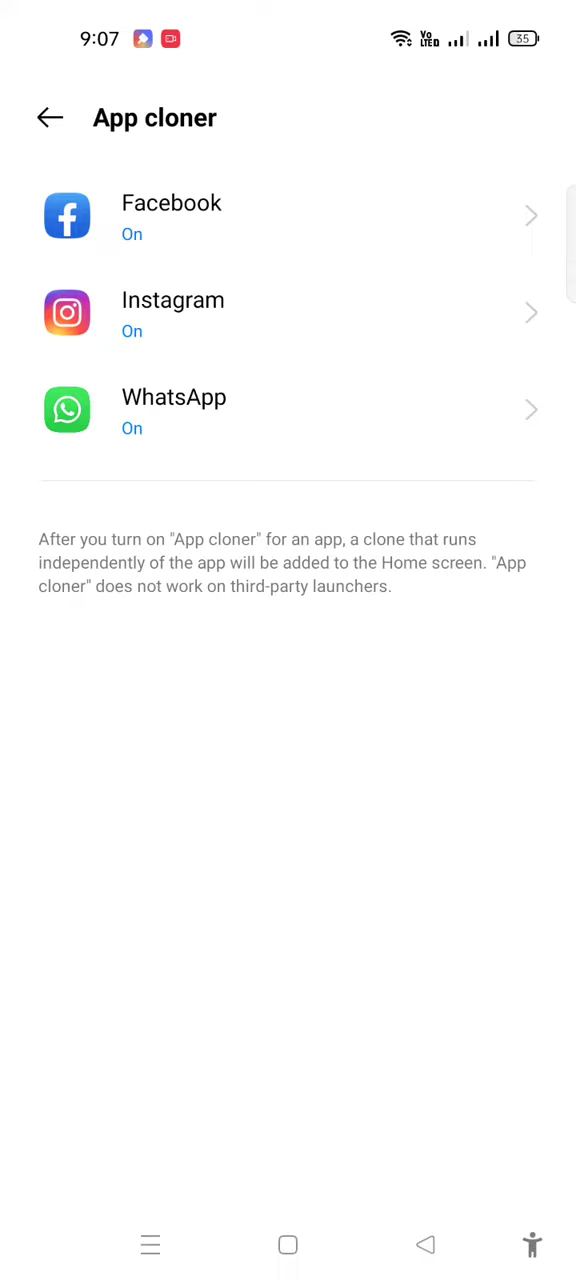 9:07
Vo
LTED
35
App cloner
Facebook
On
Instagram
On
WhatsApp
On
After you turn on "App cloner" for an app, a clone that runs
independently of the app will be added to the Home screen. "App
cloner" does not work on third-party launchers.